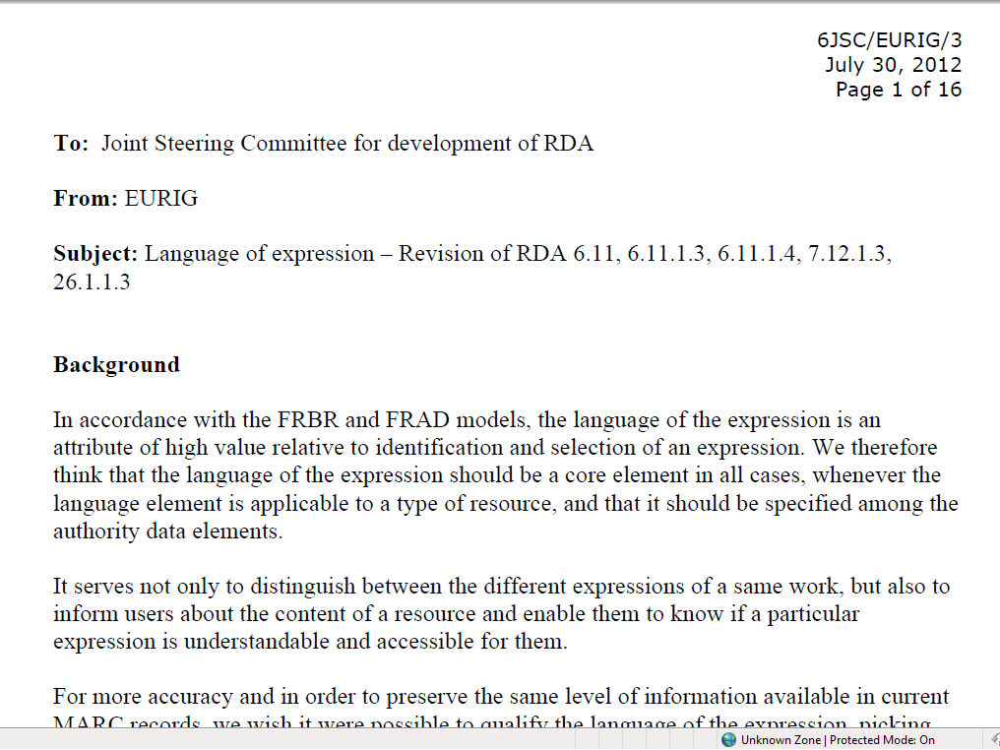 6JSC/EURIG/3
July 30, 2012
Page 1 of 16
To: Joint Steering Committee for development of RDA
From: EURIG
Subject: Language of expression – Revision of RDA 6.11, 6.11.1.3, 6.11.1.4, 7.12.1.3,
26.1.1.3
Background
In accordance with the FRBR and FRAD models, the language of the expression is an
attribute of high value relative to identification and selection of an expression. We therefore
think that the language of the expression should be a core element in all cases, whenever the
language element is applicable to a type of resource, and that it should be specified among the
authority data elements.
It serves not only to distinguish between the different expressions of a same work, but also to
inform users about the content of a resource and enable them to know if a particular
expression is understandable and accessible for them.
For more accuracy and in order to preserve the same level of information available in current
MARC records, we wish it were possible to qualify the language of the expression, picking
Unknown Zone | Protected Mode: On